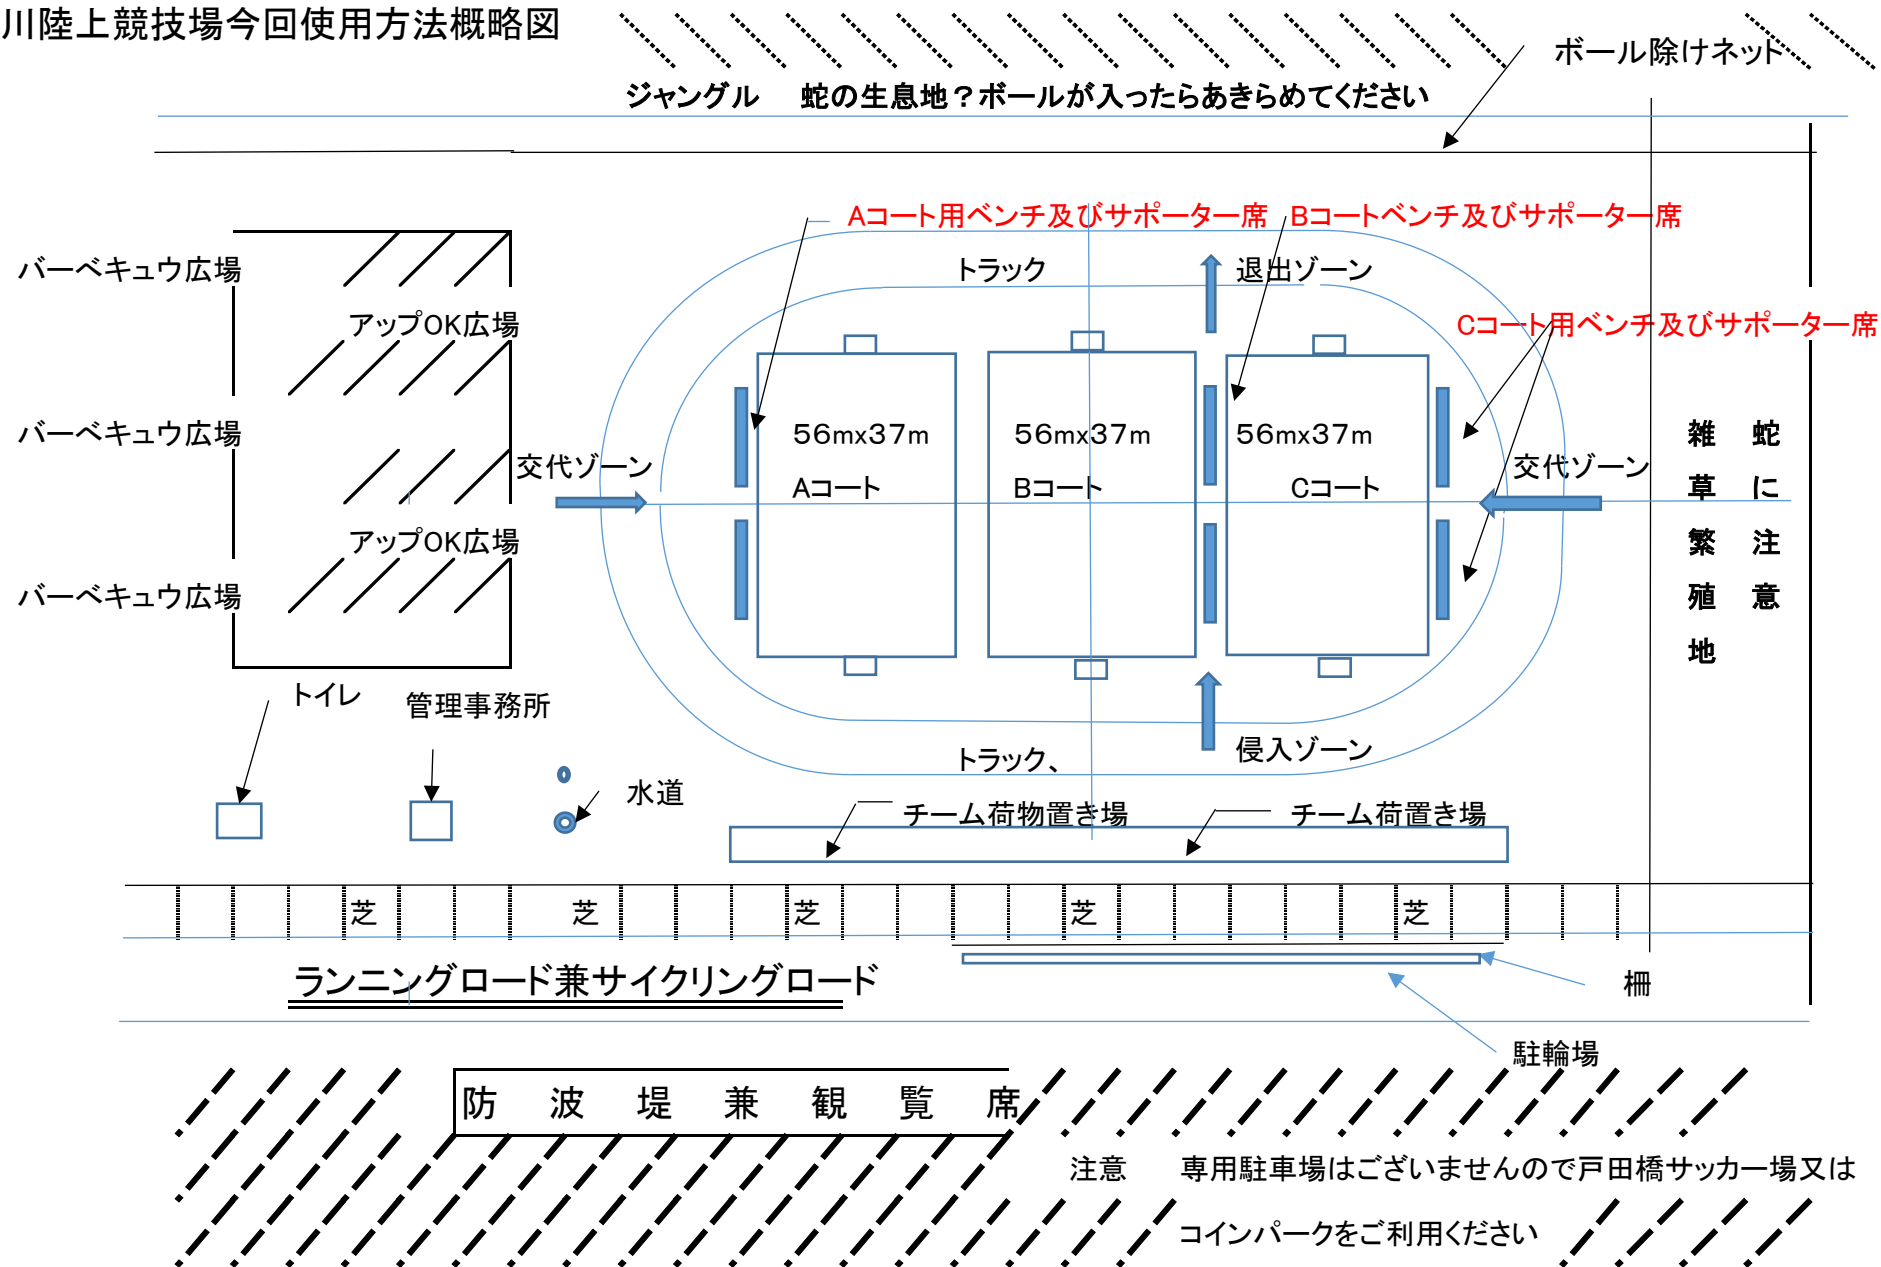 川陸上競技場今回使用方法概略図
ボール除けネット
ジャングル　蛇の生息地？ボールが入ったらあきらめてください
Aコート用ベンチ及びサポーター席
Bコートベンチ及びサポーター席
バーベキュウ広場
トラック
退出ゾーン
アップOK広場
Cコート用ベンチ及びサポーター席
バーベキュウ広場
56mx37m
56mx37m
56mx37m
交代ゾーン
交代ゾーン
Aコート
Bコート
Cコート
雑草繁殖地
蛇に注意
アップOK広場
バーベキュウ広場
トイレ
管理事務所
侵入ゾーン
トラック、
水道
チーム荷物置き場
チーム荷置き場
芝
芝
芝
芝
芝
ランニングロード兼サイクリングロード
柵
駐輪場
防波堤兼観覧席
注意　専用駐車場はございませんので戸田橋サッカー場又は
コインパークをご利用ください